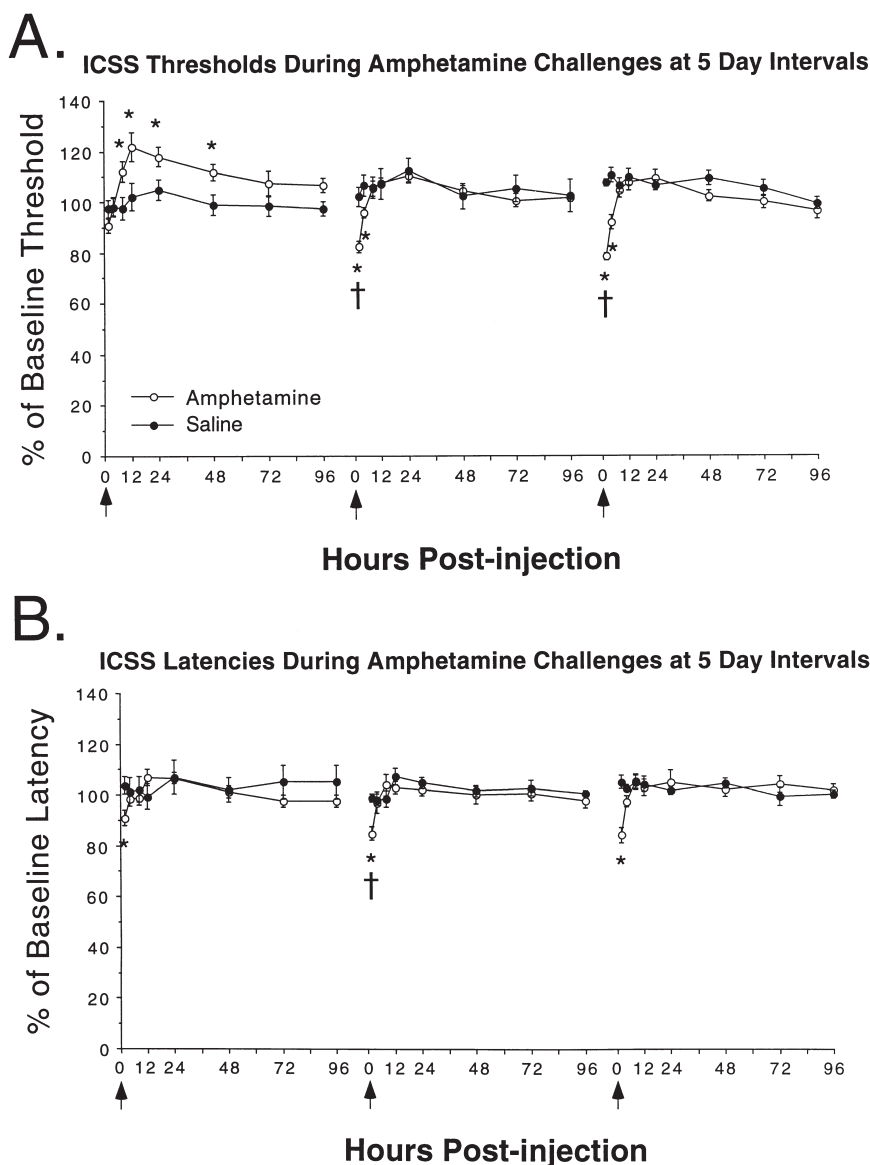 A.
ICSS Thresholds During Amphetamine Challenges at 5 Day Intervals
% of Baseline Threshold
140
120
100
80
60
40
20
0
* * * *
* * †
* * †
Amphetamine
Saline
0 12 24 48 72 96 0 12 24 48 72 96 0 12 24 48 72 96
Hours Post-injection
B.
ICSS Latencies During Amphetamine Challenges at 5 Day Intervals
% of Baseline Latency
140
120
100
80
60
40
20
0
*
* †
*
0 12 24 48 72 96 0 12 24 48 72 96 0 12 24 48 72 96
Hours Post-injection